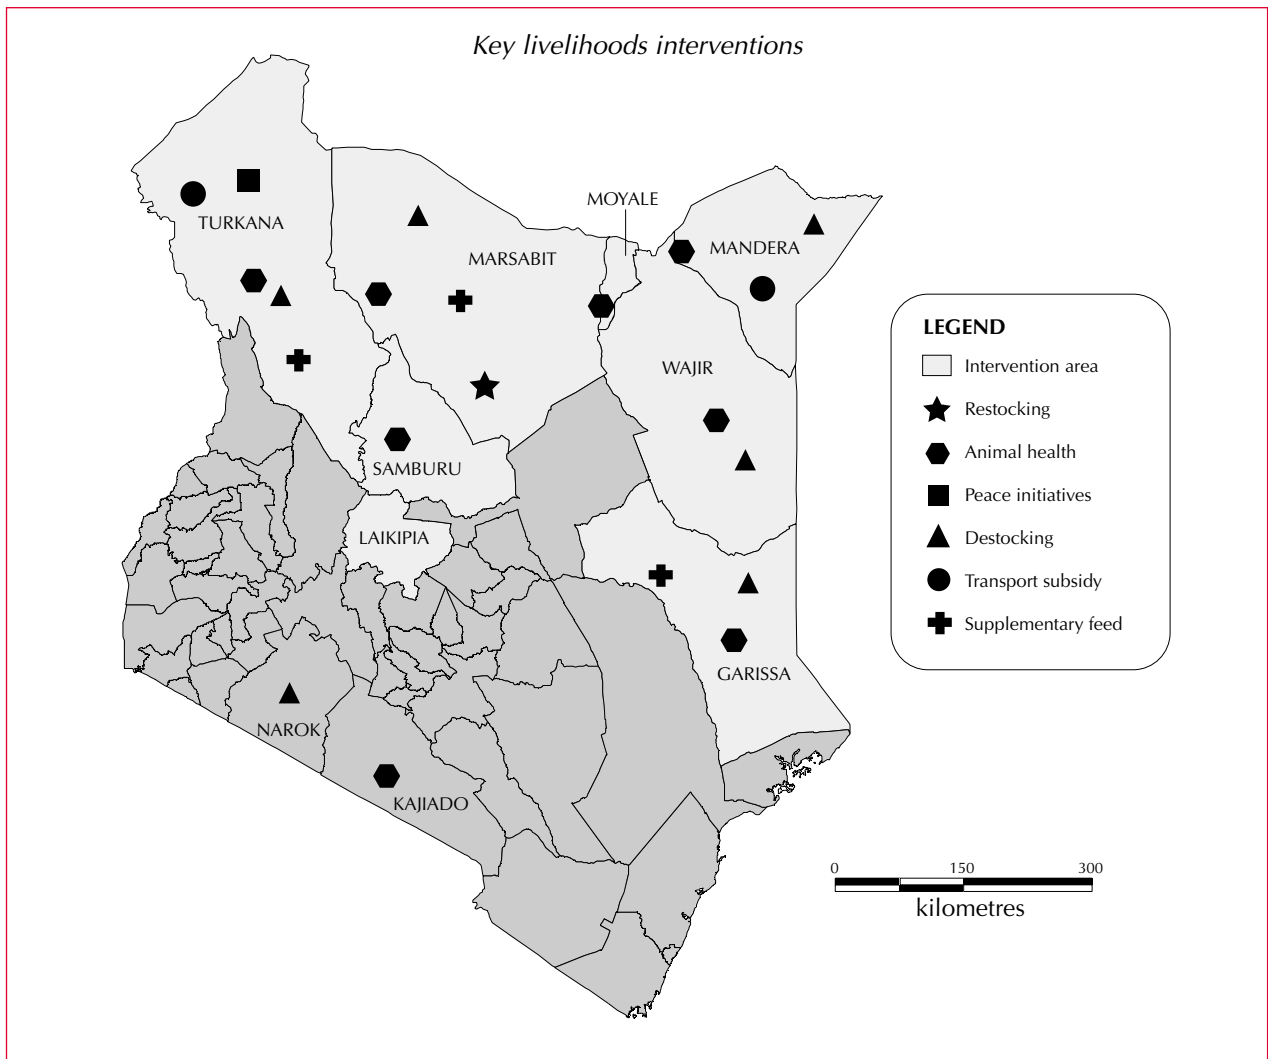 Key livelihoods interventions
MOYALE
TURKANA
MANDERA
MARSABIT
LEGEND
Intervention area
WAJIR
Restocking
Animal health
SAMBURU
Peace initiatives
LAIKIPIA
Destocking
Transport subsidy
Supplementary feed
GARISSA
NAROK
KAJIADO
0 150 300
kilometres